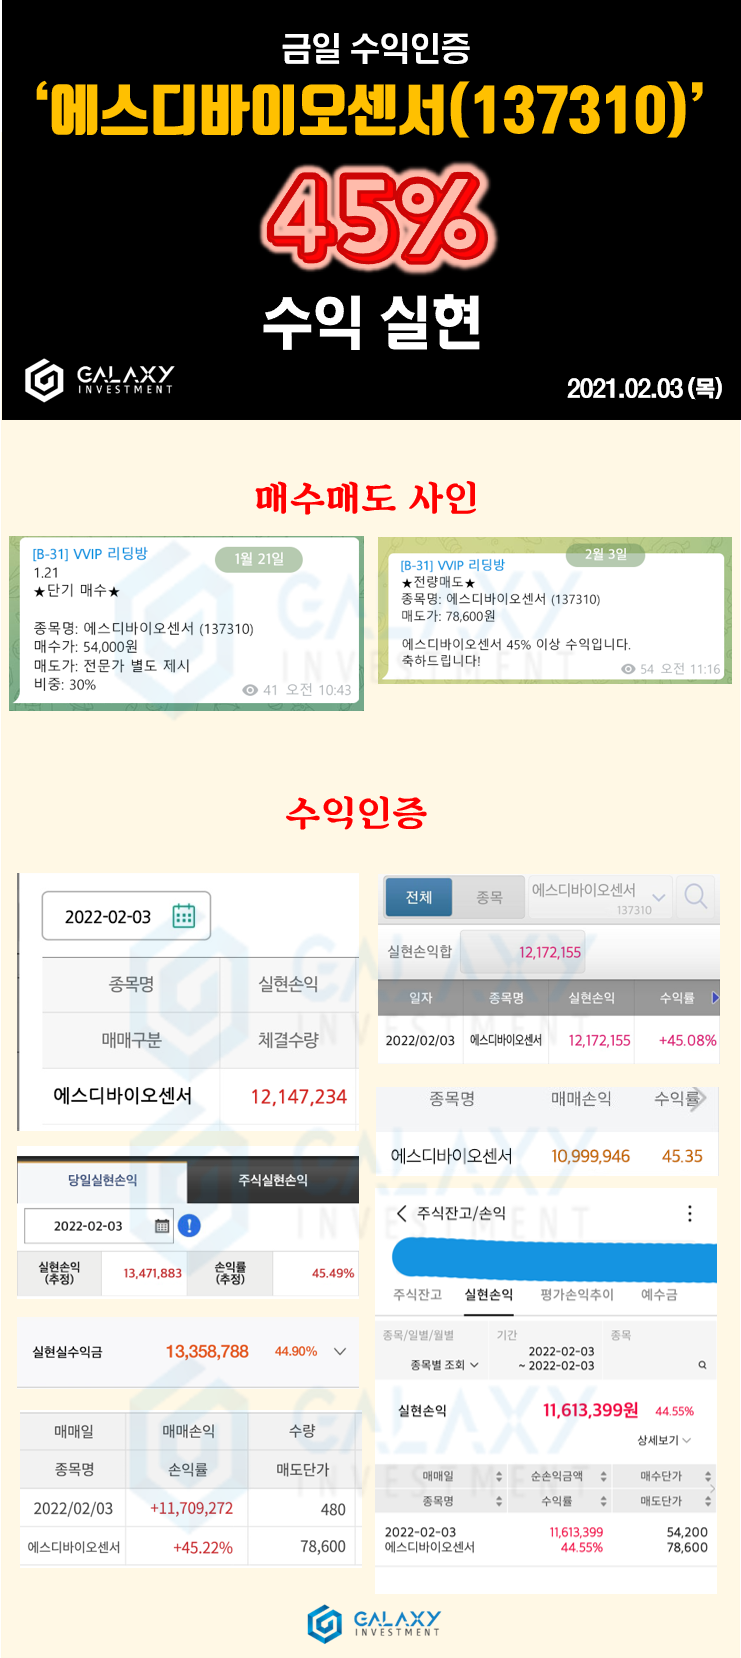 금일 수익인증
‘에스디바이오센서(137310)’
45%
수익 실현
GALAXY
INVESTMENT
2021.02.03 (목)
매수매도 사인
[B-31] VVIP 리딩방
1월 21일
1.21
★단기 매수★
종목명: 에스디바이오센서 (137310)
매수가: 54,000원
매도가: 전문가 별도 제시
비중: 30%
41 오전 10:43
2월 3일
[B-31] VVIP 리딩방
★전량매도★
종목명: 에스디바이오센서 (137310)
매도가: 78,600원
에스디바이오센서 45% 이상 수익입니다.
축하드립니다!
54 오전 11:16
수익인증
2022-02-03
종목명 실현손익
매매구분 체결수량
에스디바이오센서 12,147,234
당일실현손익 주식실현손익
2022-02-03
실현손익 (추정) 13,471,883 손익률 (추정) 45.49%
실현실수익금 13,358,788 44.90%
매매일 매매손익 수량
종목명 손익률 매도단가
2022/02/03 +11,709,272 480
에스디바이오센서 +45.22% 78,600
전체 종목 에스디바이오센서
137310
실현손익합 12,172,155
일자 종목명 실현손익 수익률
2022/02/03 에스디바이오센서 12,172,155 +45.08%
종목명 매매손익 수익률
에스디바이오센서 10,999,946 45.35
주식잔고/손익
주식잔고 실현손익 평가손익추이 예수금
종목/일별/월별 기간 종목
종목별 조회 2022-02-03
~ 2022-02-03
실현손익 11,613,399원 44.55%
상세보기
매매일 순손익금액 매수단가
종목명 수익률 매도단가
2022-02-03 11,613,399 54,200
에스디바이오센서 44.55% 78,600
GALAXY
INVESTMENT